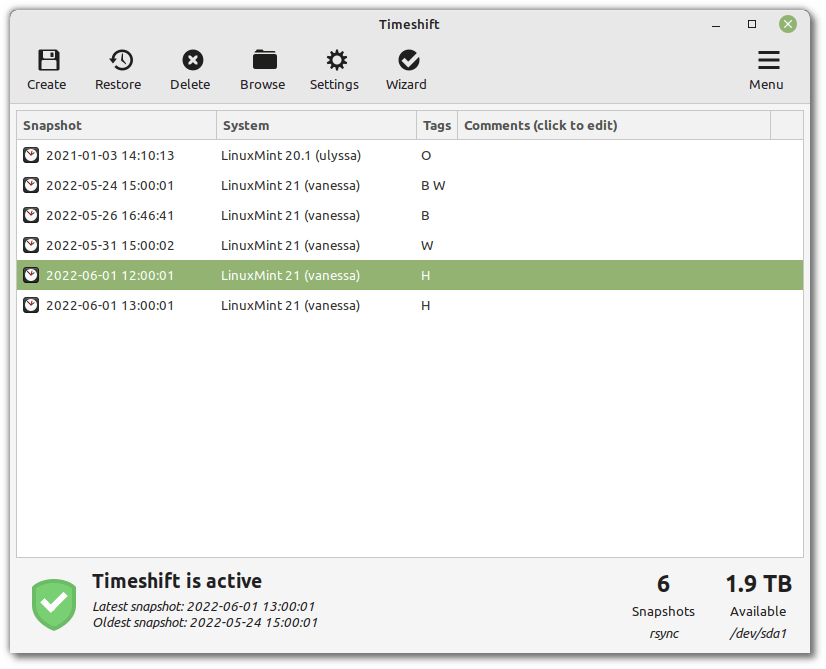 Timeshift
Create Restore Delete Browse Settings Wizard Menu
Snapshot System Tags Comments (click to edit)
2021-01-03 14:10:13 LinuxMint 20.1 (ulyssa) O
2022-05-24 15:00:01 LinuxMint 21 (vanessa) B W
2022-05-26 16:46:41 LinuxMint 21 (vanessa) B
2022-05-31 15:00:02 LinuxMint 21 (vanessa) W
2022-06-01 12:00:01 LinuxMint 21 (vanessa) H
2022-06-01 13:00:01 LinuxMint 21 (vanessa) H
Timeshift is active 6 1.9 TB
Latest snapshot: 2022-06-01 13:00:01 Snapshots Available
Oldest snapshot: 2022-05-24 15:00:01 rsync /dev/sda1